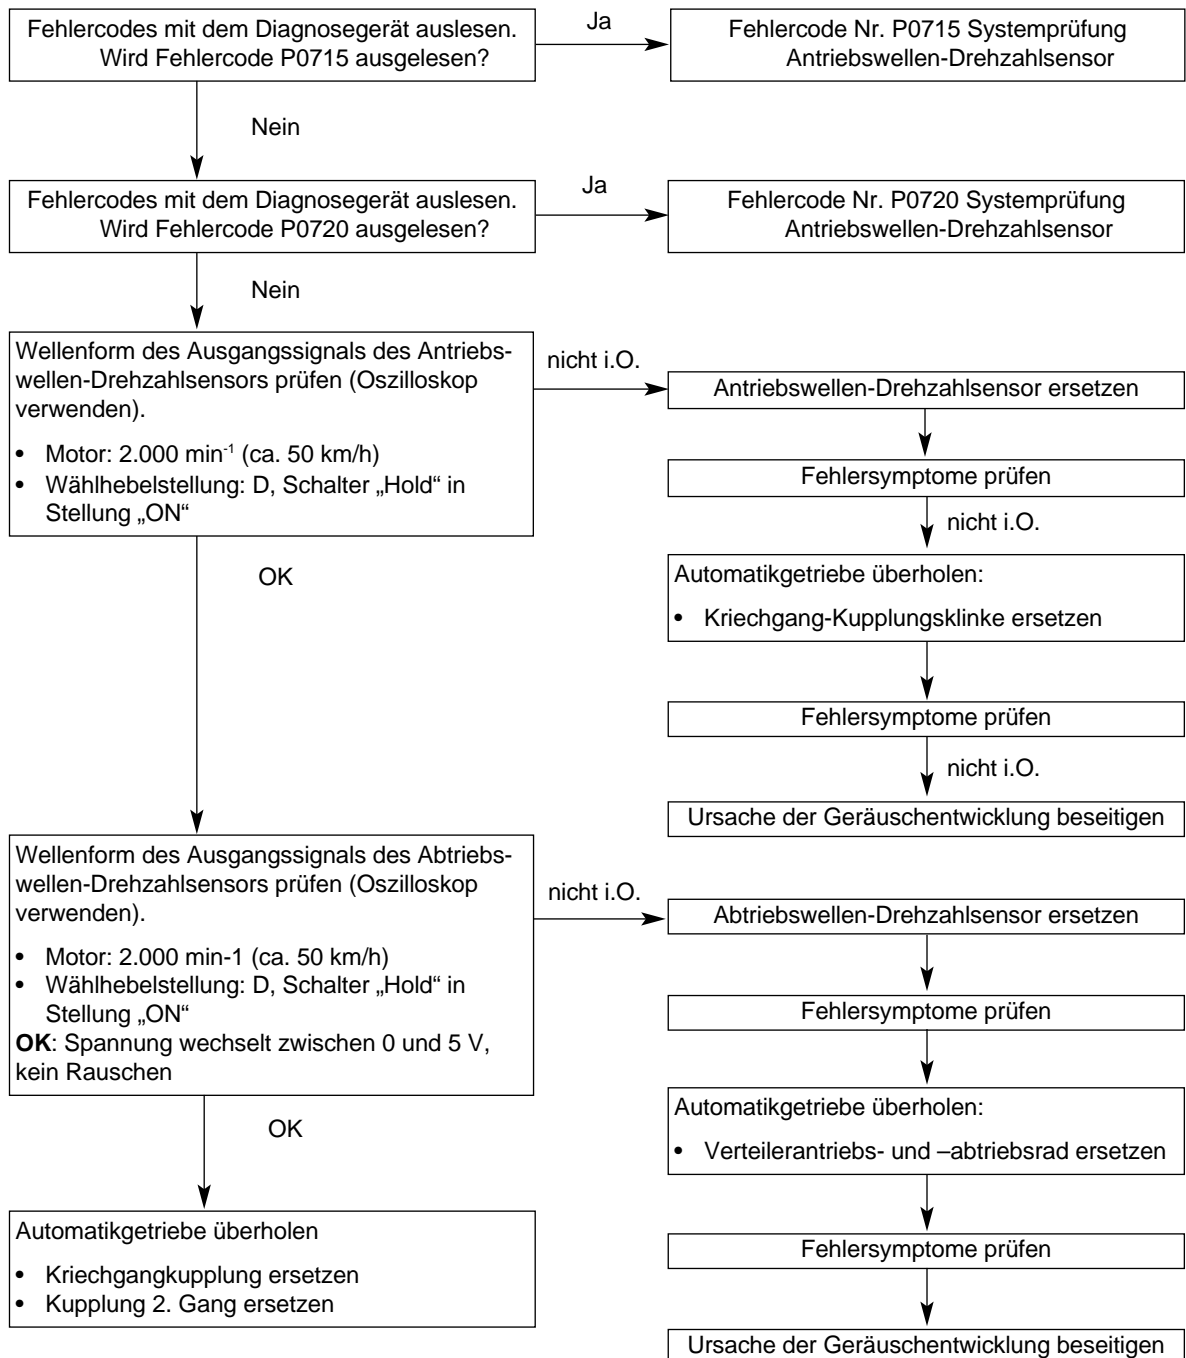 Fehlercodes mit dem Diagnosegerät auslesen.
Wird Fehlercode P0715 ausgelesen?
Ja
Fehlercode Nr. P0715 Systemprüfung
Antriebswellen-Drehzahlsensor
Nein
Fehlercodes mit dem Diagnosegerät auslesen.
Wird Fehlercode P0720 ausgelesen?
Ja
Fehlercode Nr. P0720 Systemprüfung
Antriebswellen-Drehzahlsensor
Nein
Wellenform des Ausgangssignals des Antriebs-
wellen-Drehzahlsensors prüfen (Oszilloskop
verwenden).
• Motor: 2.000 min⁻¹ (ca. 50 km/h)
• Wählhebelstellung: D, Schalter „Hold“ in
Stellung „ON“
nicht i.O.
Antriebswellen-Drehzahlsensor ersetzen
Fehlersymptome prüfen
nicht i.O.
Automatikgetriebe überholen:
• Kriechgang-Kupplungsklinke ersetzen
Fehlersymptome prüfen
nicht i.O.
Ursache der Geräuschentwicklung beseitigen
OK
Wellenform des Ausgangssignals des Abtriebs-
wellen-Drehzahlsensors prüfen (Oszilloskop
verwenden).
• Motor: 2.000 min-1 (ca. 50 km/h)
• Wählhebelstellung: D, Schalter „Hold“ in
Stellung „ON“
OK: Spannung wechselt zwischen 0 und 5 V,
kein Rauschen
nicht i.O.
Abtriebswellen-Drehzahlsensor ersetzen
Fehlersymptome prüfen
Automatikgetriebe überholen:
• Verteilerantriebs- und –abtriebsrad ersetzen
Fehlersymptome prüfen
Ursache der Geräuschentwicklung beseitigen
OK
Automatikgetriebe überholen
• Kriechgangkupplung ersetzen
• Kupplung 2. Gang ersetzen